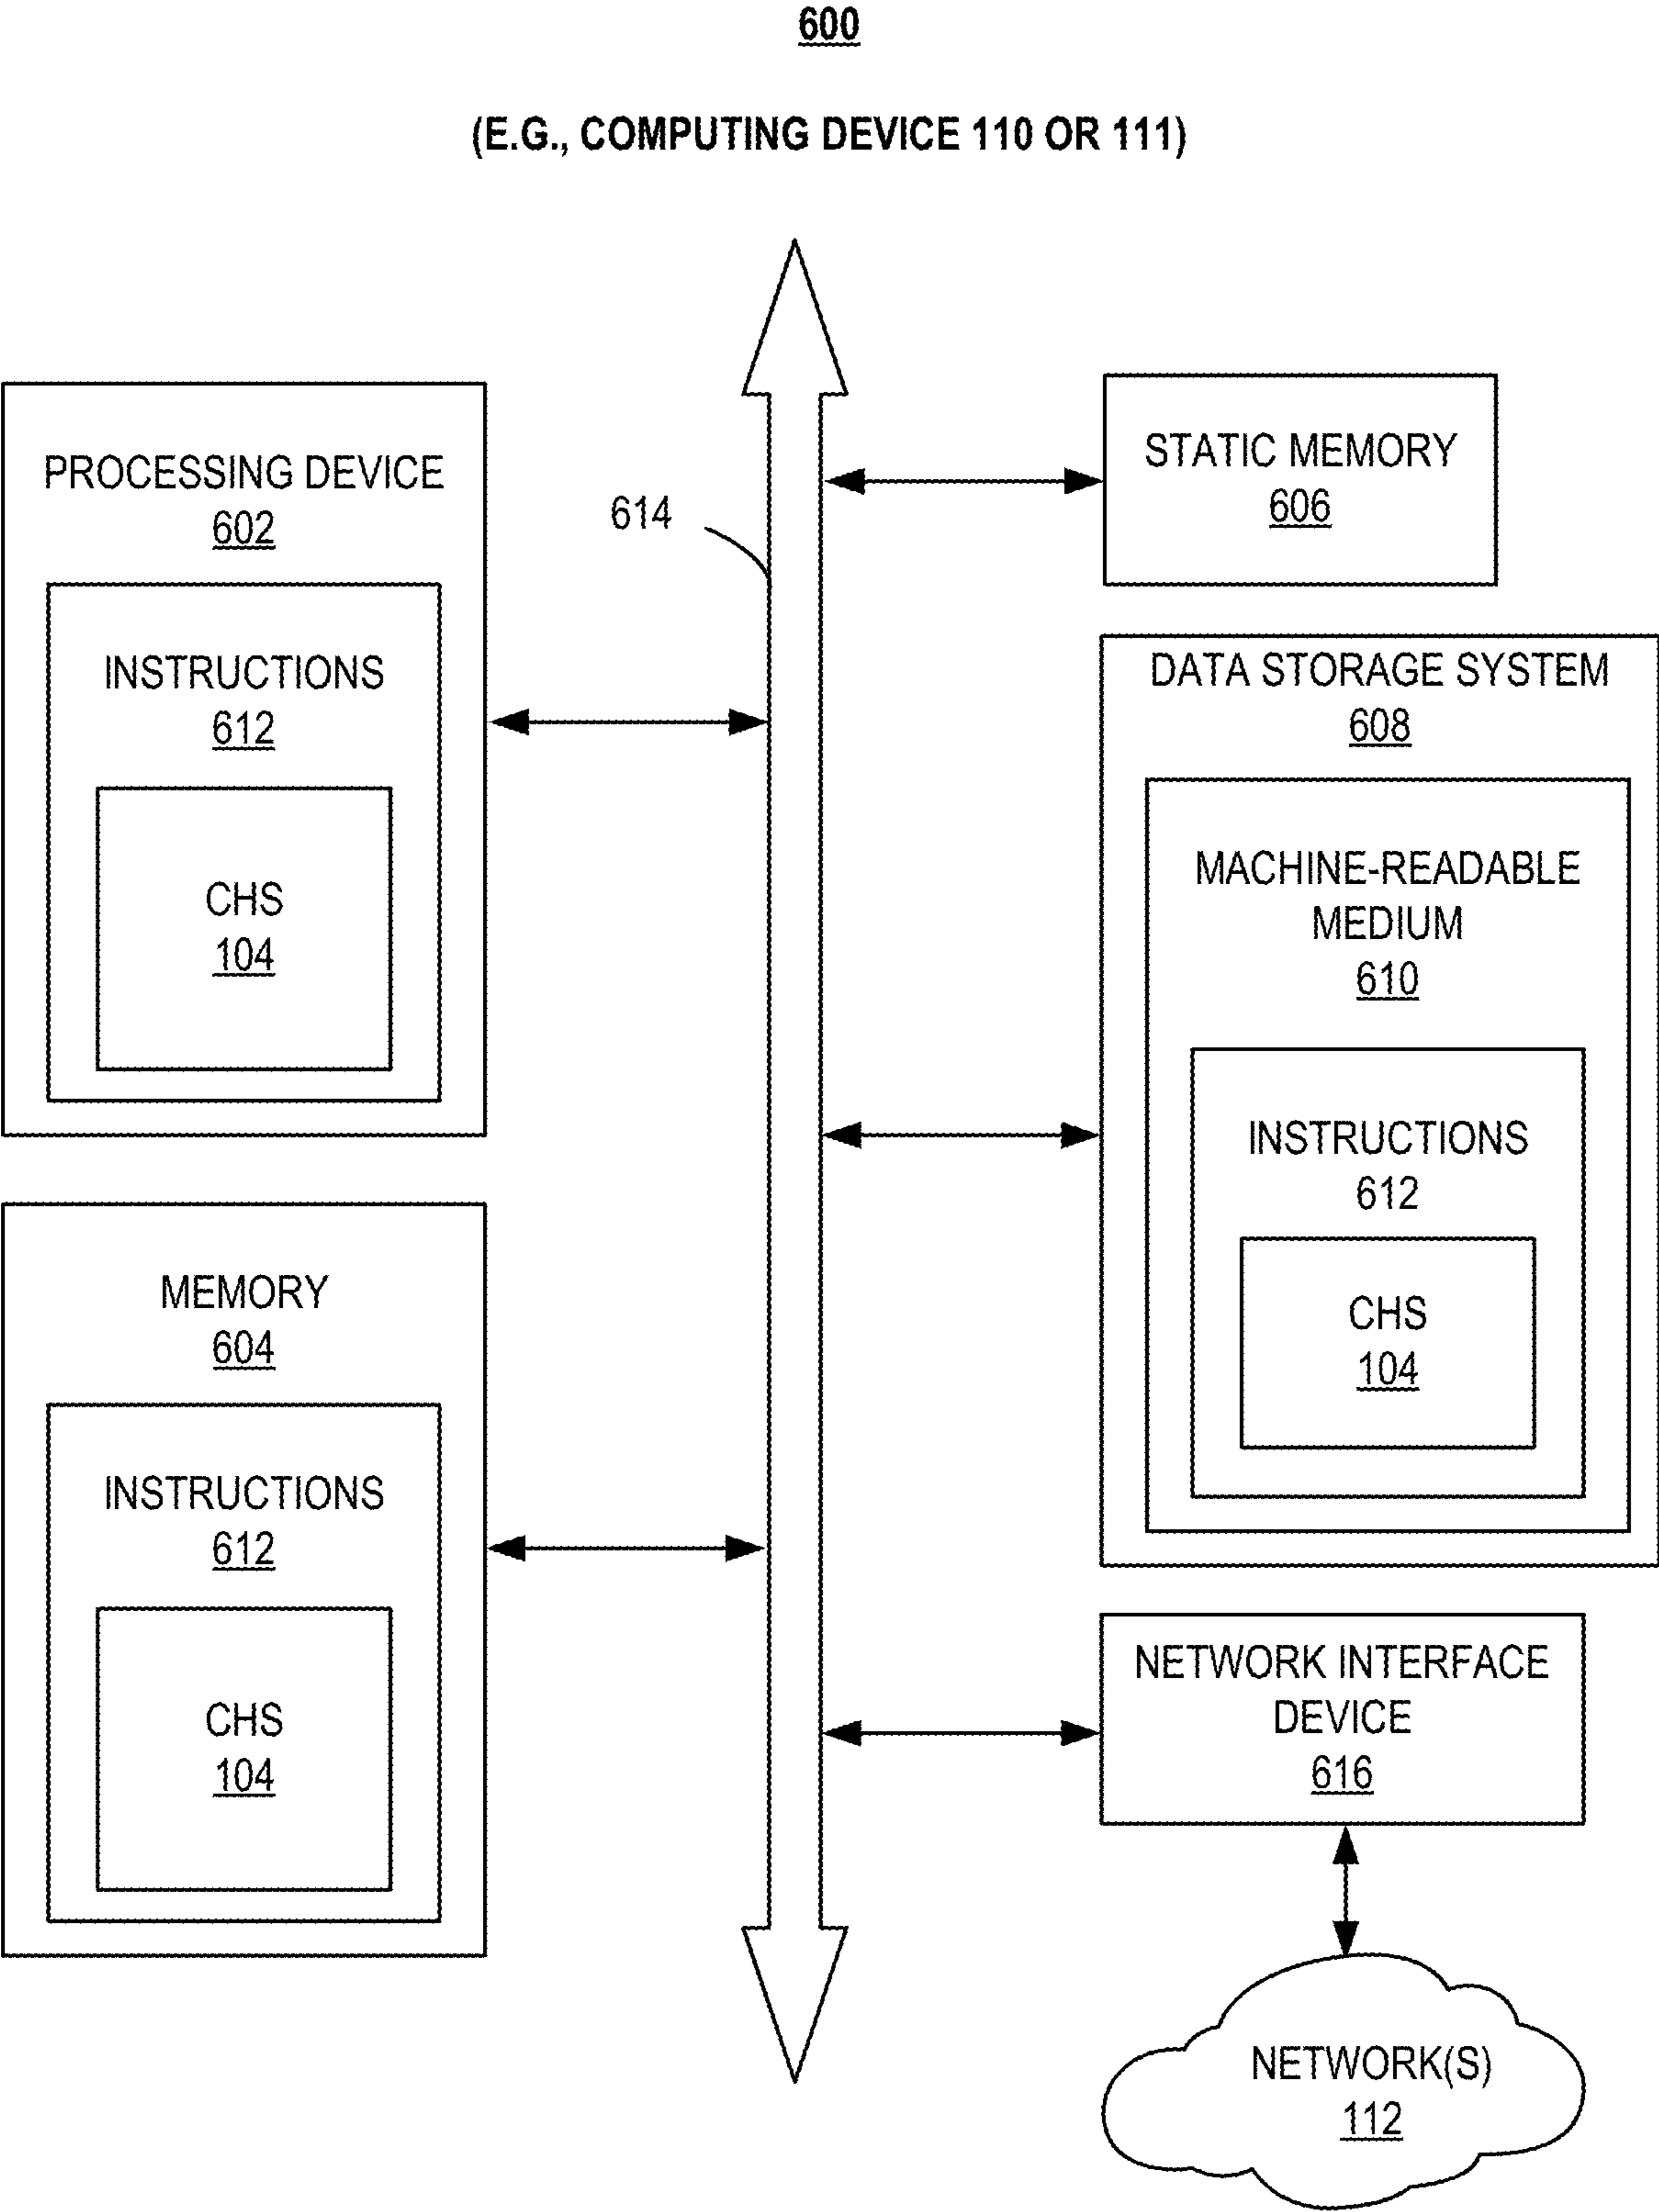 600
(E.G., COMPUTING DEVICE 110 OR 111)
PROCESSING DEVICE
602
INSTRUCTIONS
612
CHS
104
MEMORY
604
INSTRUCTIONS
612
CHS
104
614
STATIC MEMORY
606
DATA STORAGE SYSTEM
608
MACHINE-READABLE
MEDIUM
610
INSTRUCTIONS
612
CHS
104
NETWORK INTERFACE
DEVICE
616
NETWORK(S)
112